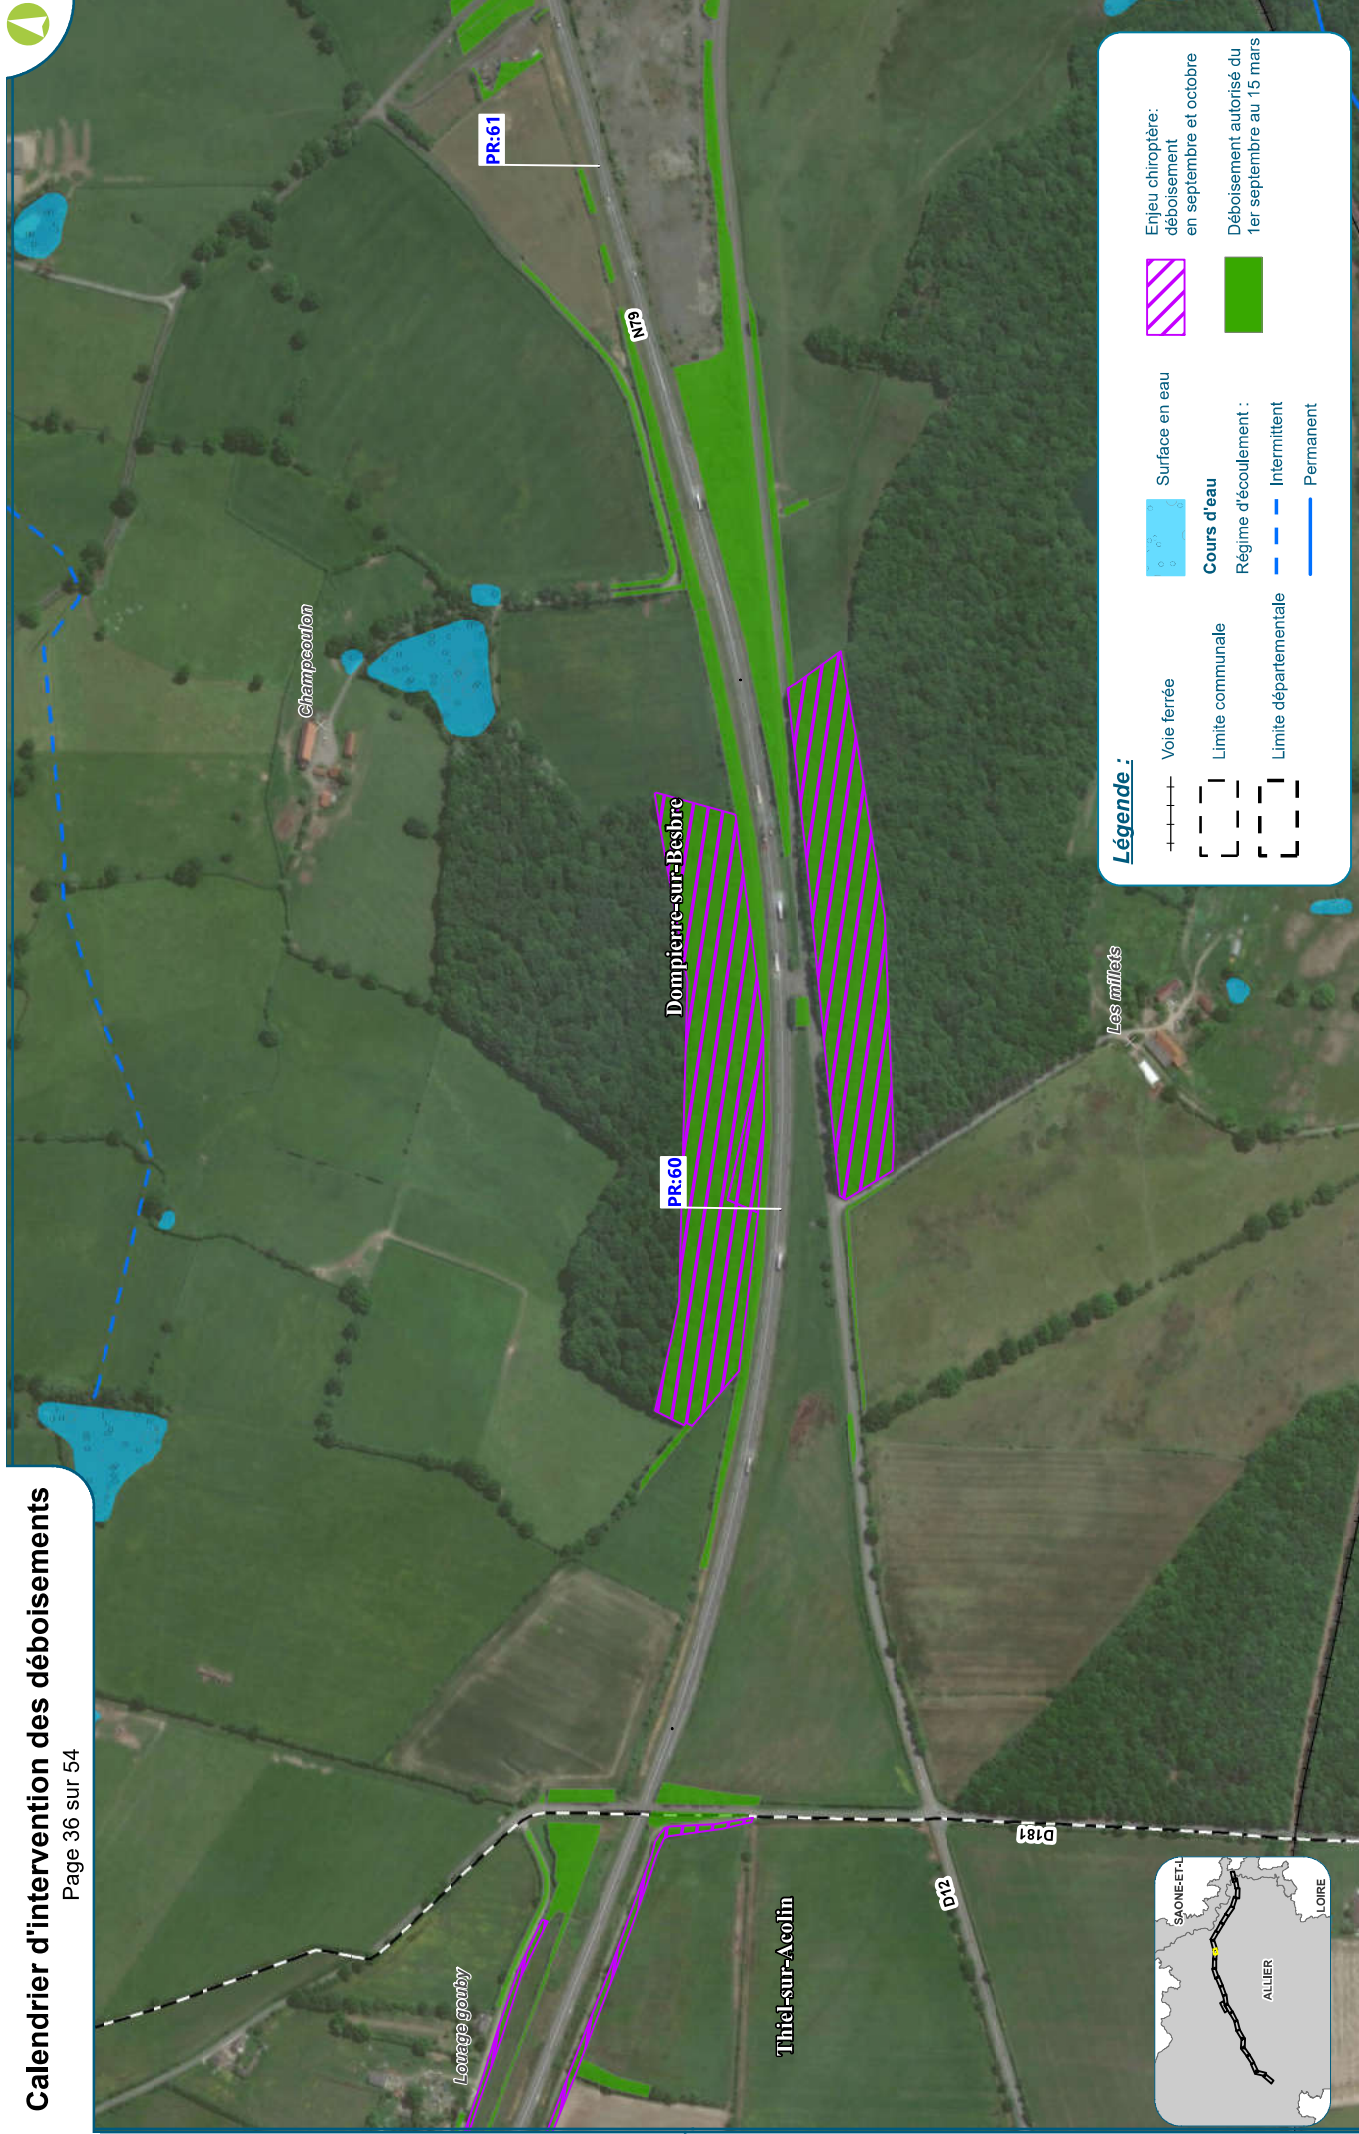 Calendrier d'intervention des déboisements
Page 36 sur 54
Louage gouby
Thiel-sur-Acolin
D12
D181
PR:60
Dompierre-sur-Besbre
Champcoulon
Les millets
N79
PR:61
Légende :
Voie ferrée
Limite communale
Limite départementale
Surface en eau
Cours d'eau
Régime d'écoulement :
Intermittent
Permanent
Enjeu chiroptère:
déboisement
en septembre et octobre
Déboisement autorisé du
1er septembre au 15 mars
SAONE-ET-L
ALLIER
LOIRE